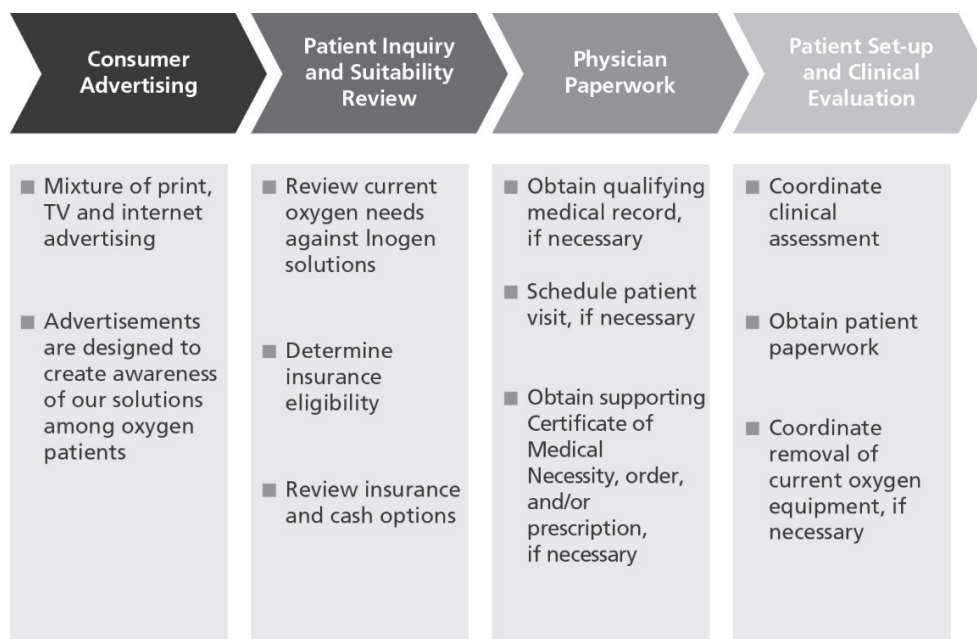 Consumer
Advertising
Patient Inquiry
and Suitability
Review
Physician
Paperwork
Patient Set-up
and Clinical
Evaluation
Mixture of print,
TV and internet
advertising
Advertisements
are designed to
create awareness
of our solutions
among oxygen
patients
Review current
oxygen needs
against Inogen
solutions
Determine
insurance
eligibility
Review insurance
and cash options
Obtain qualifying
medical record,
if necessary
Schedule patient
visit, if necessary
Obtain supporting
Certificate of
Medical
Necessity, order,
and/or
prescription,
if necessary
Coordinate
clinical
assessment
Obtain patient
paperwork
Coordinate
removal of
current oxygen
equipment, if
necessary